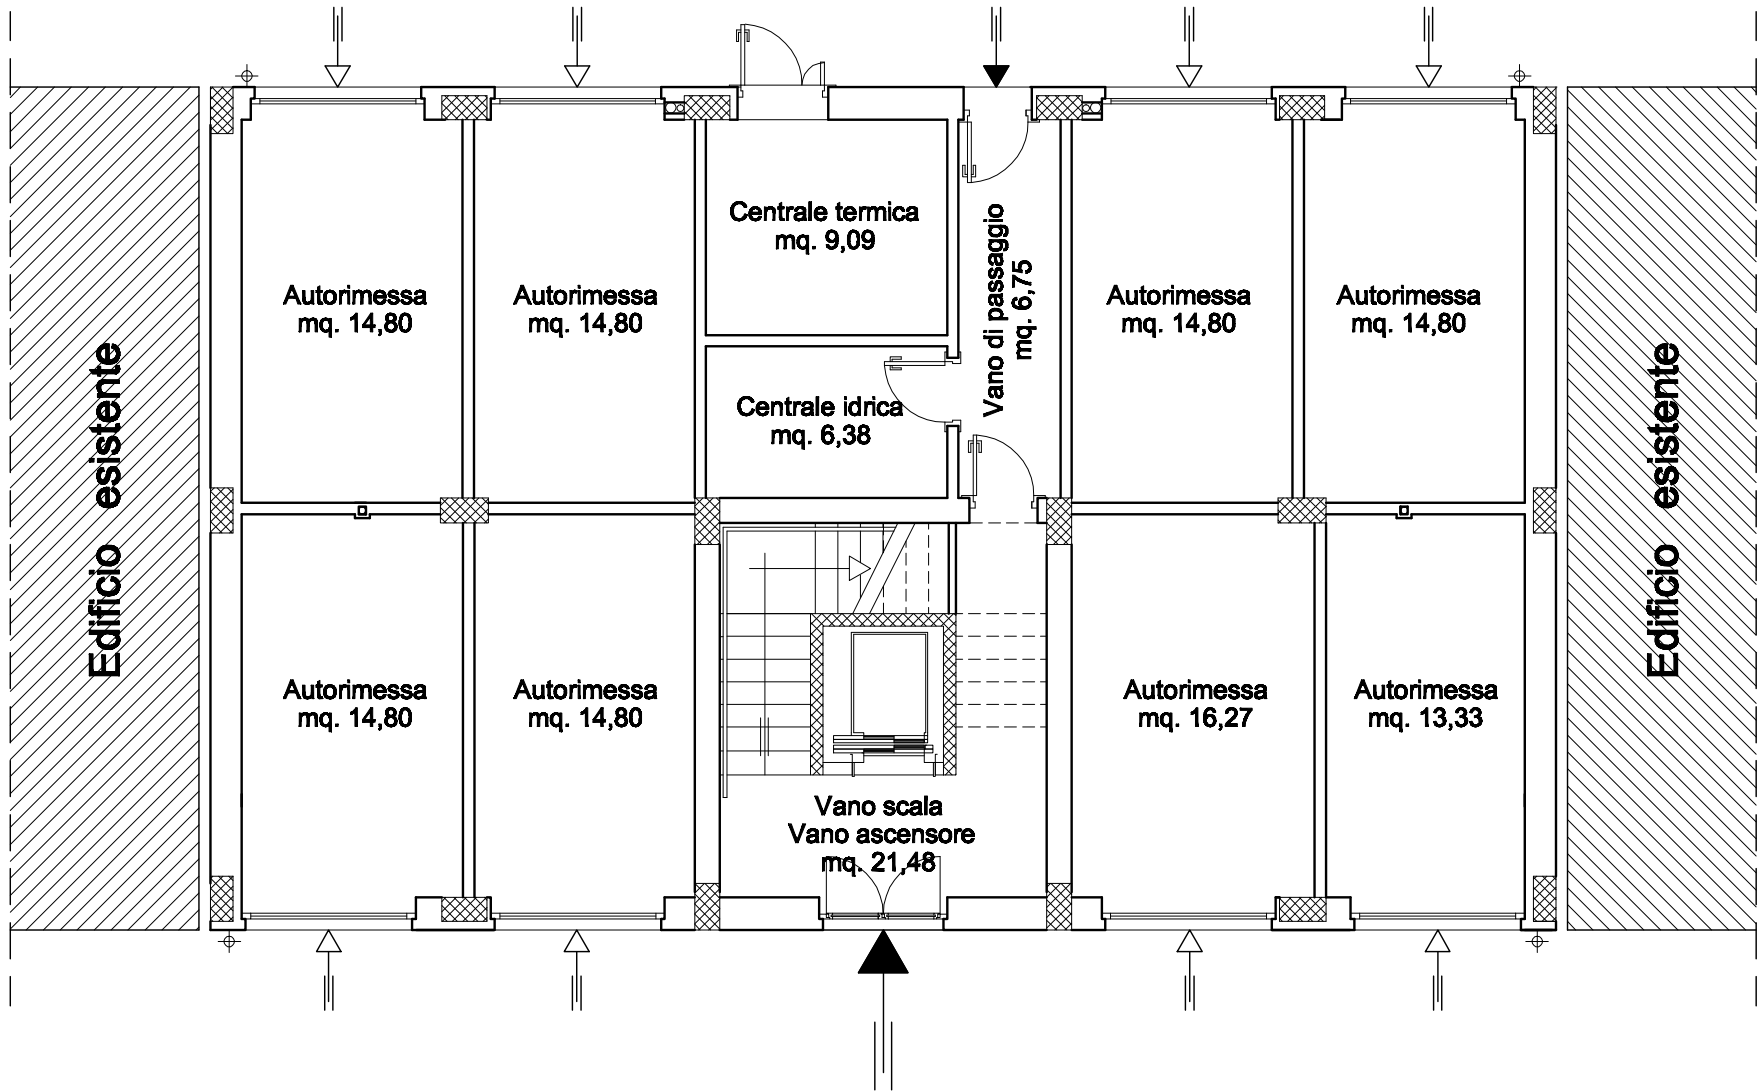 Autorimessa
mq. 14,80
Autorimessa
mq. 14,80
Centrale termica
mq. 9,09
Vano di passaggio
mq. 6,75
Autorimessa
mq. 14,80
Autorimessa
mq. 14,80
Centrale idrica
mq. 6,38
Edificio esistente
Edificio esistente
Autorimessa
mq. 14,80
Autorimessa
mq. 14,80
Vano scala
Vano ascensore
mq. 21,48
Autorimessa
mq. 16,27
Autorimessa
mq. 13,33